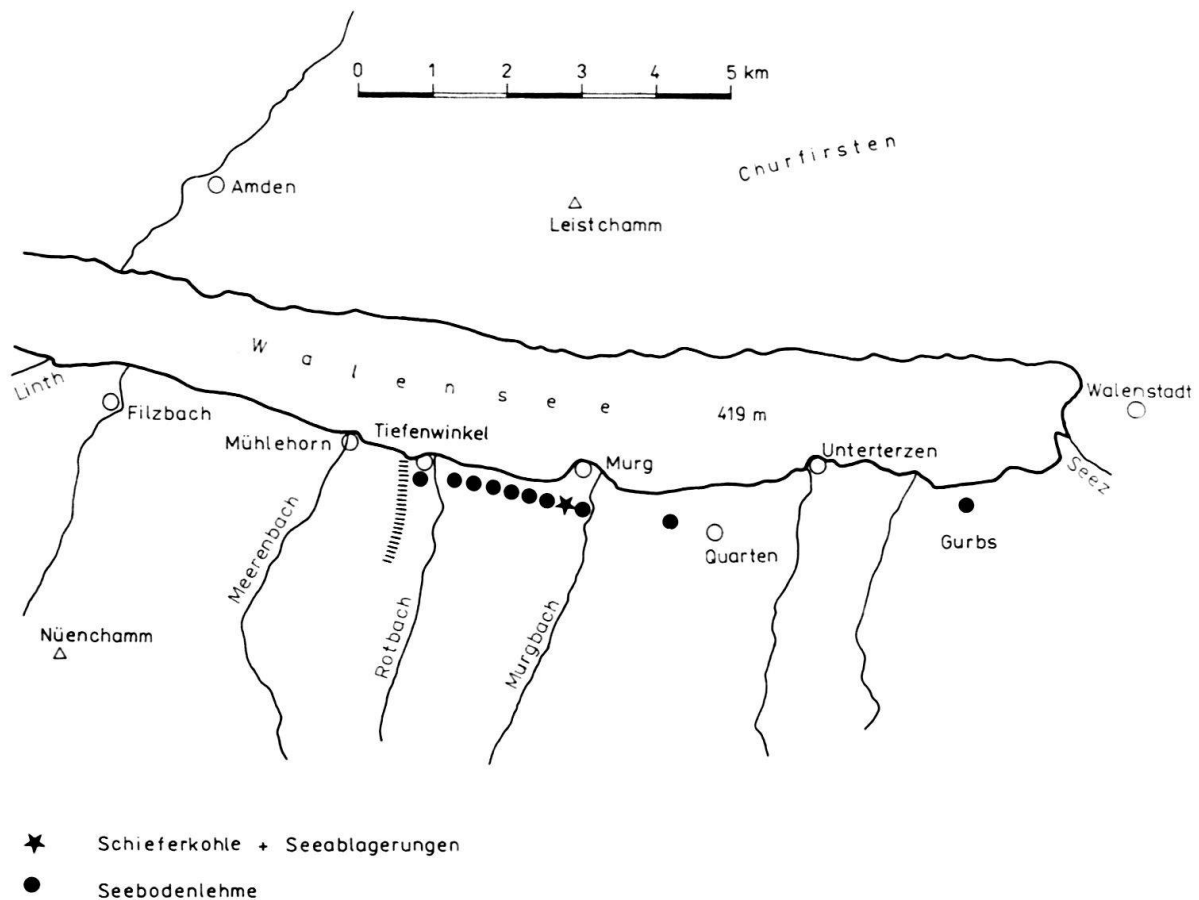 0 1 2 3 4 5 km
Churfirsten
Amden
Leistchamm
Walensee
419 m
Linth
Filzbach
Mühlehorn
Tiefenwinkel
Murg
Unterterzen
Walenstadt
Seez
Quarten
Gurbs
Meerenbach
Rotbach
Murgbach
Nüenchamm
Schieferkohle + Seeablagerungen
Seebodenlehme